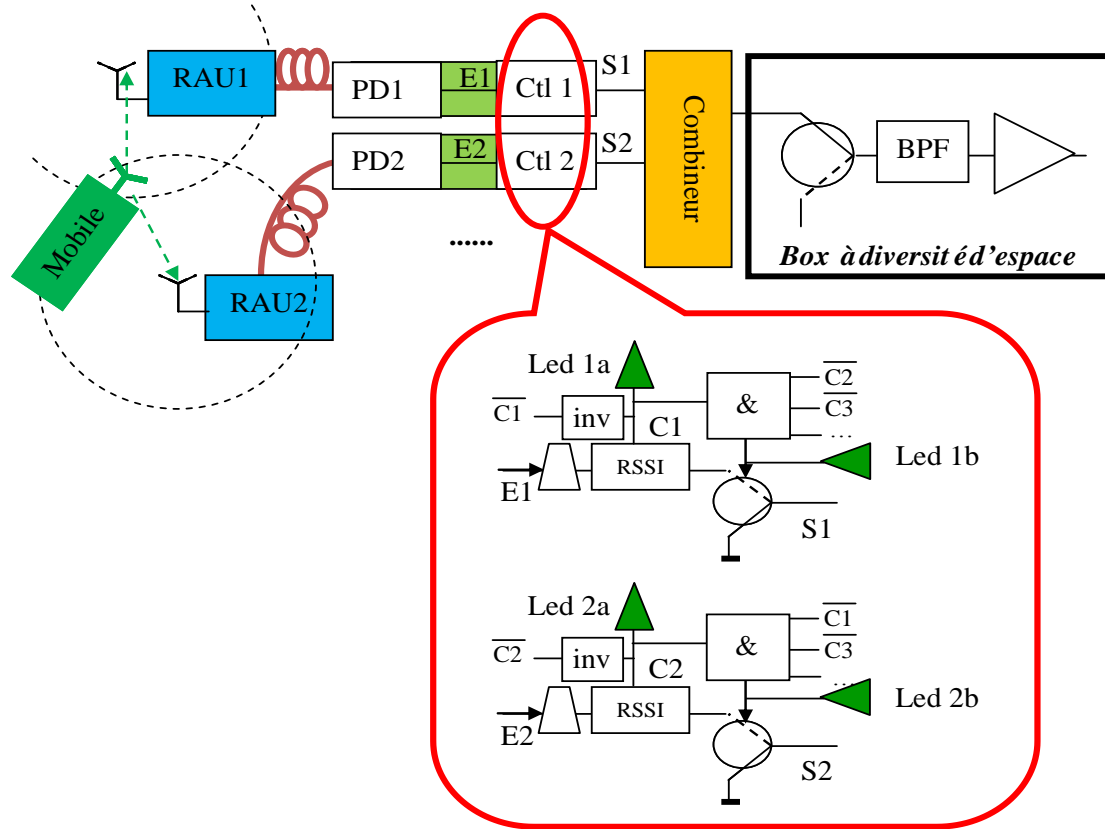 RAU1
PD1
E1
Ctl 1
S1
PD2
E2
Ctl 2
S2
Combineur
BPF
Box à diversit é d'espace
Mobile
RAU2
......
Led 1a
C1
inv
C1
&
C2
C3
...
Led 1b
E1
RSSI
S1
Led 2a
C2
inv
C2
&
C1
C3
...
Led 2b
E2
RSSI
S2